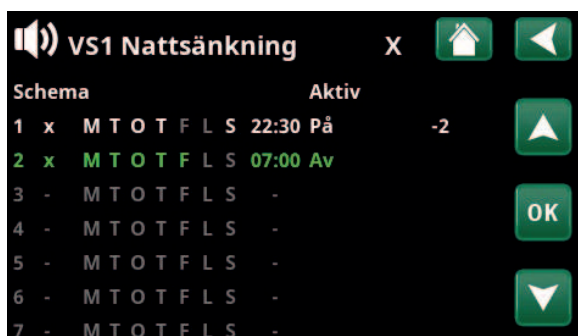 VS1 Nattsänkning X
Schema Aktiv
1 x M T O T F L S 22:30 På -2
2 x M T O T F L S 07:00 Av
3 - M T O T F L S -
4 - M T O T F L S -
OK
5 - M T O T F L S -
6 - M T O T F L S -
7 - M T O T F L S -